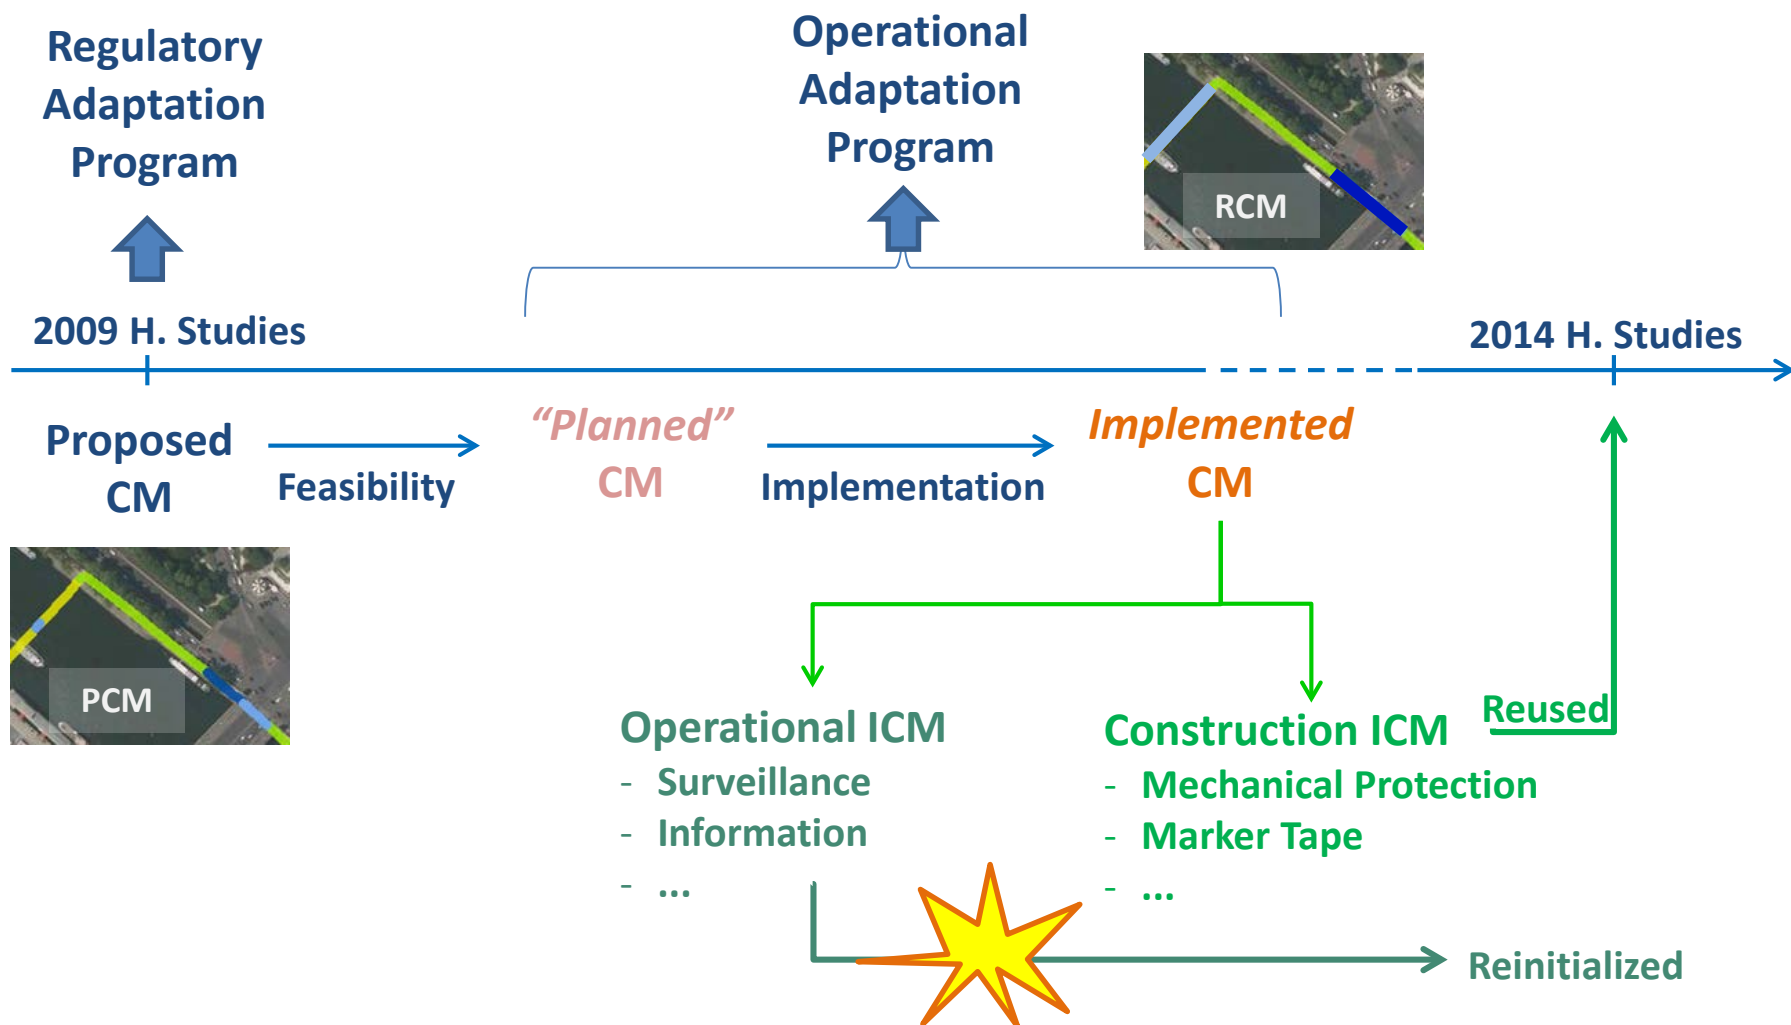 Regulatory
Adaptation
Program
Operational
Adaptation
Program
RCM
2009 H. Studies
2014 H. Studies
Proposed
CM
Feasibility
“Planned”
CM
Implementation
Implemented
CM
PCM
Operational ICM
- Surveillance
- Information
- ...
Construction ICM
- Mechanical Protection
- Marker Tape
- ...
Reused
Reinitialized